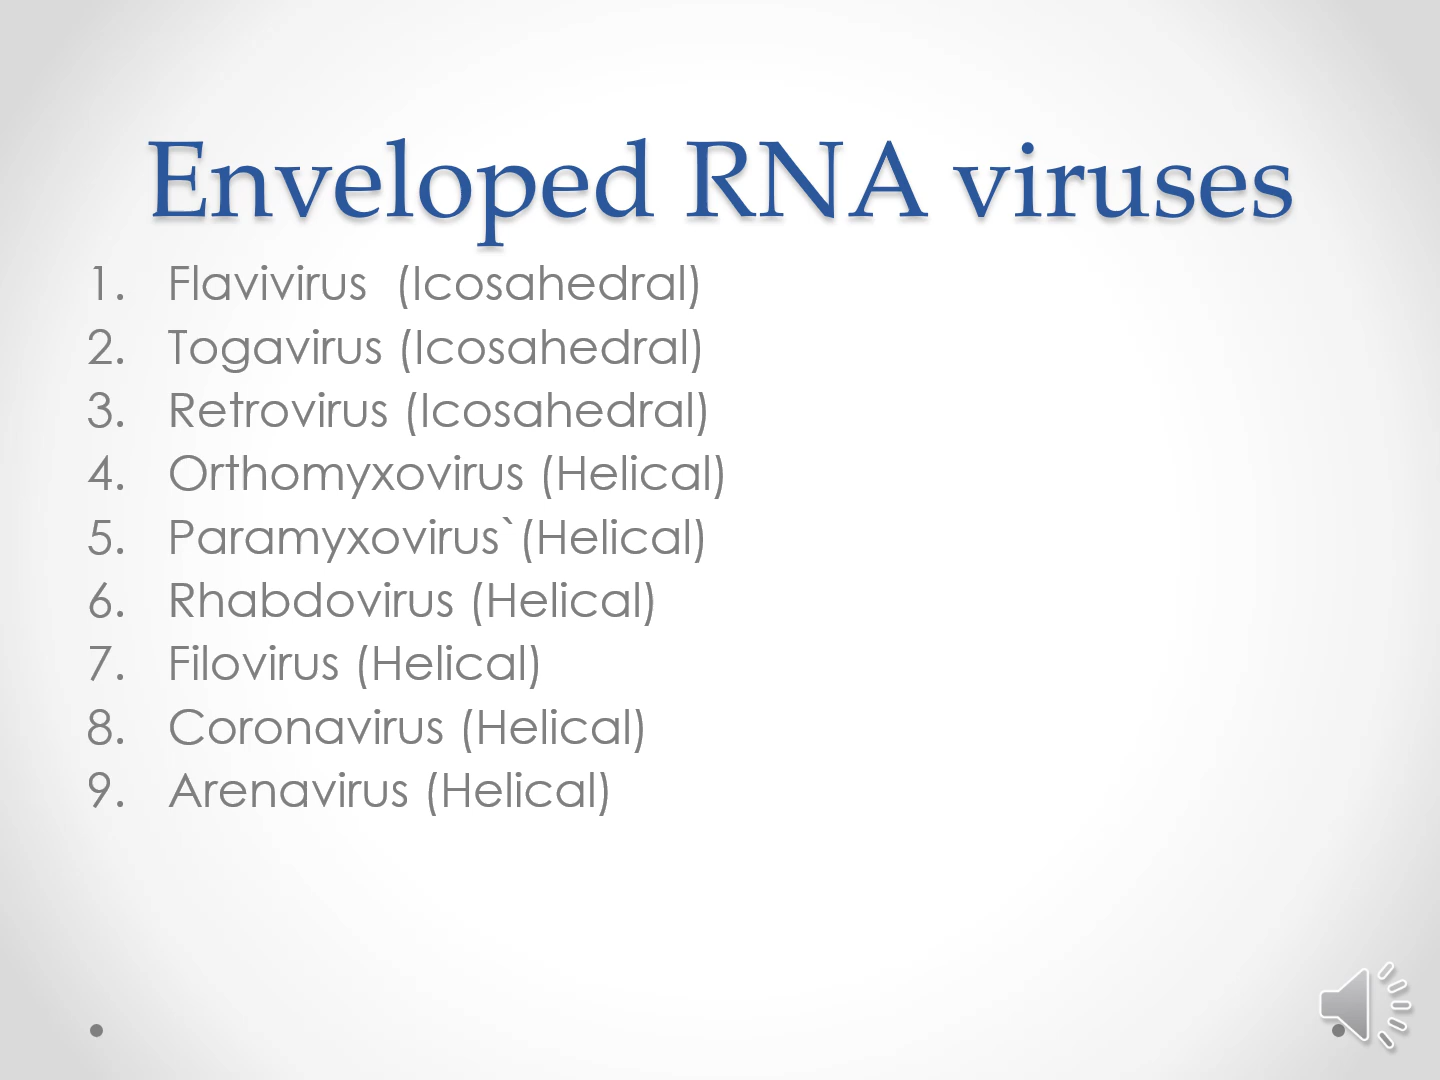 Enveloped RNA viruses
1. Flavivirus  (Icosahedral)
2. Togavirus (Icosahedral)
3. Retrovirus (Icosahedral)
4. Orthomyxovirus (Helical)
5. Paramyxovirus`(Helical)
6. Rhabdovirus (Helical)
7. Filovirus (Helical)
8. Coronavirus (Helical)
9. Arenavirus (Helical)